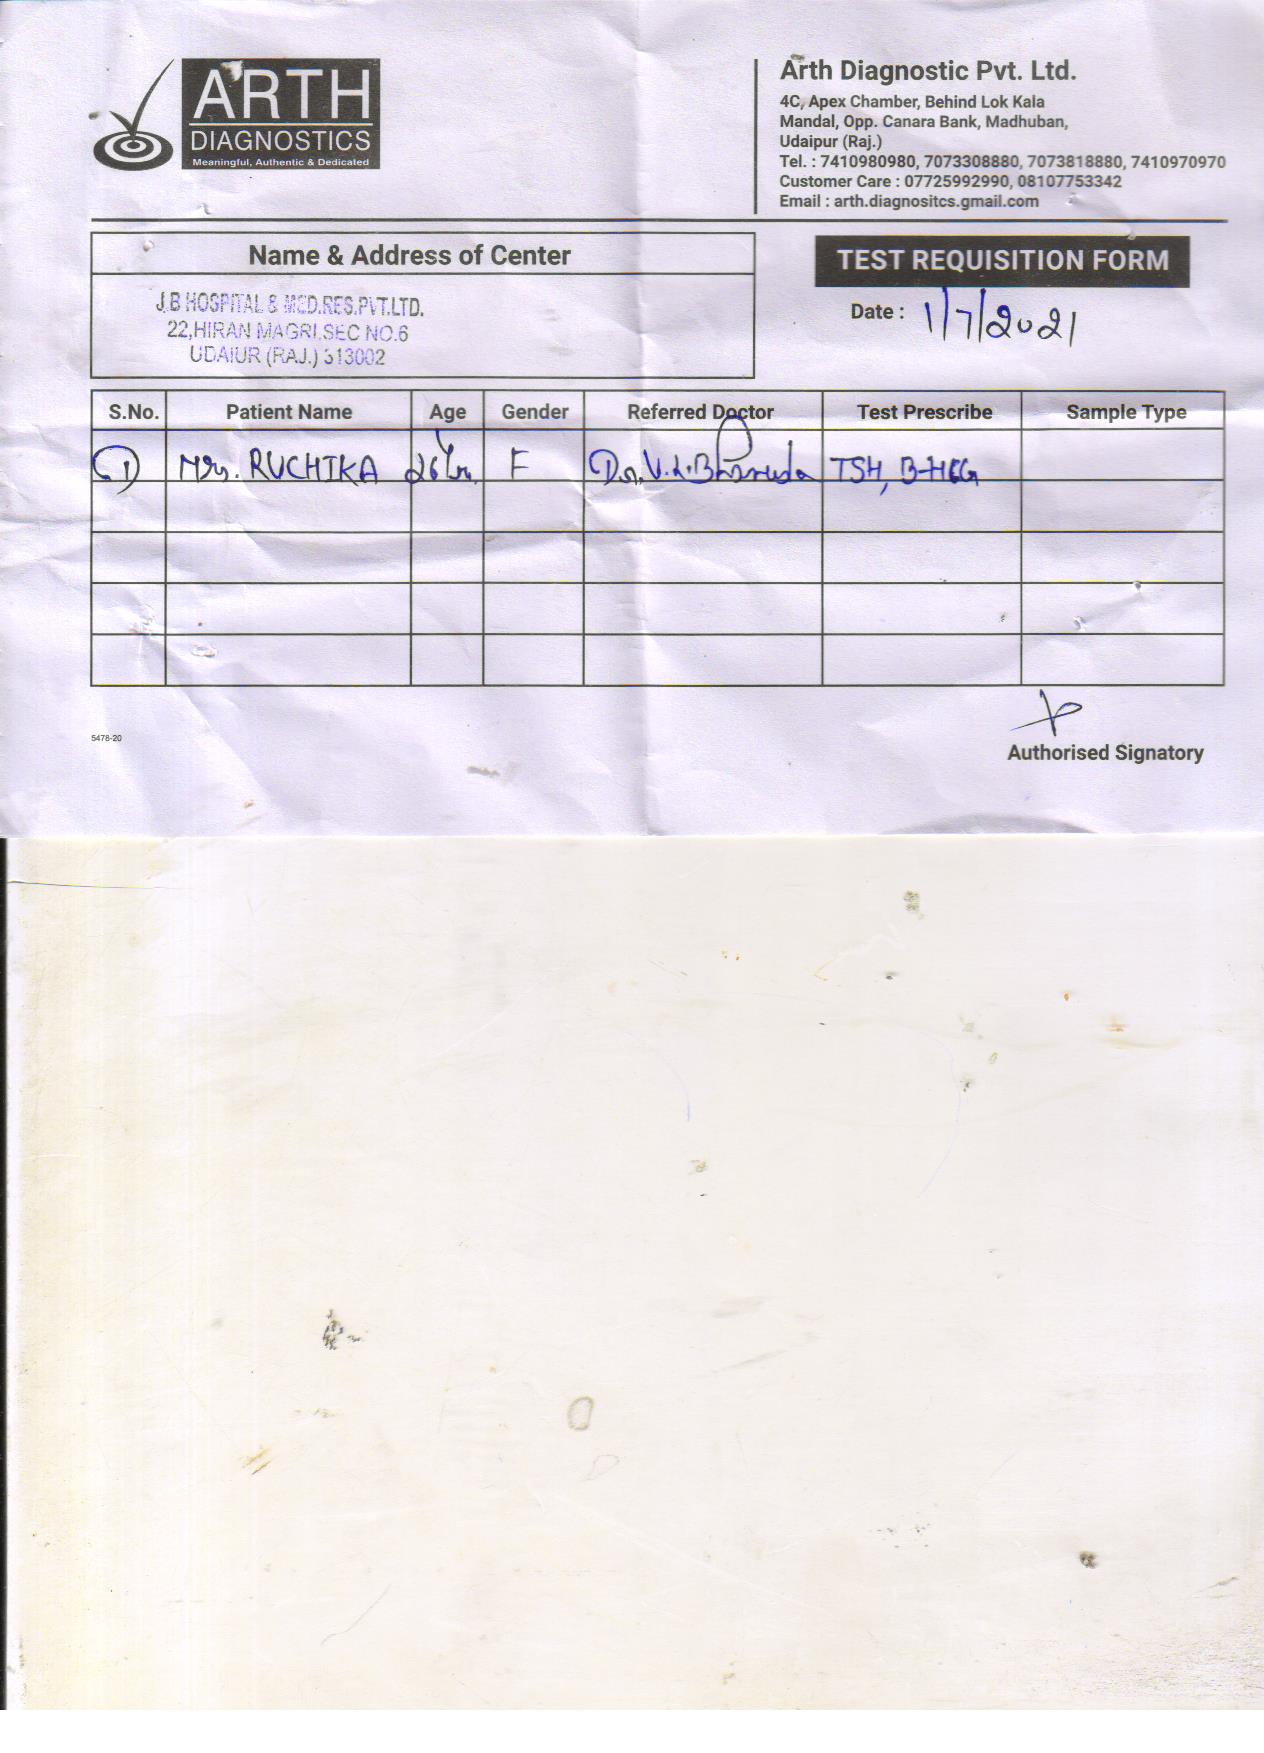 ARTH
DIAGNOSTICS
Meaningful, Authentic & Dedicated
Arth Diagnostic Pvt. Ltd.
4C, Apex Chamber, Behind Lok Kala
Mandal, Opp. Canara Bank, Madhuban,
Udaipur (Raj.)
Tel. : 7410980980, 7073308880, 7073818880, 7410970970
Customer Care : 07725992990, 08107753342
Email : arth.diagnositcs.gmail.com
Name & Address of Center
J.B HOSPITAL & MED.RES.PVT.LTD.
22,HIRAN MAGRI.SEC NO.6
UDAIUR (RAJ.) 313002
TEST REQUISITION FORM
Date : 1/7/2021
S.No. Patient Name Age Gender Referred Doctor Test Prescribe Sample Type
1) Mrs. RUCHIKA 26 Yr. F Dr. V. TSH, B-HCG
5478-20
Authorised Signatory